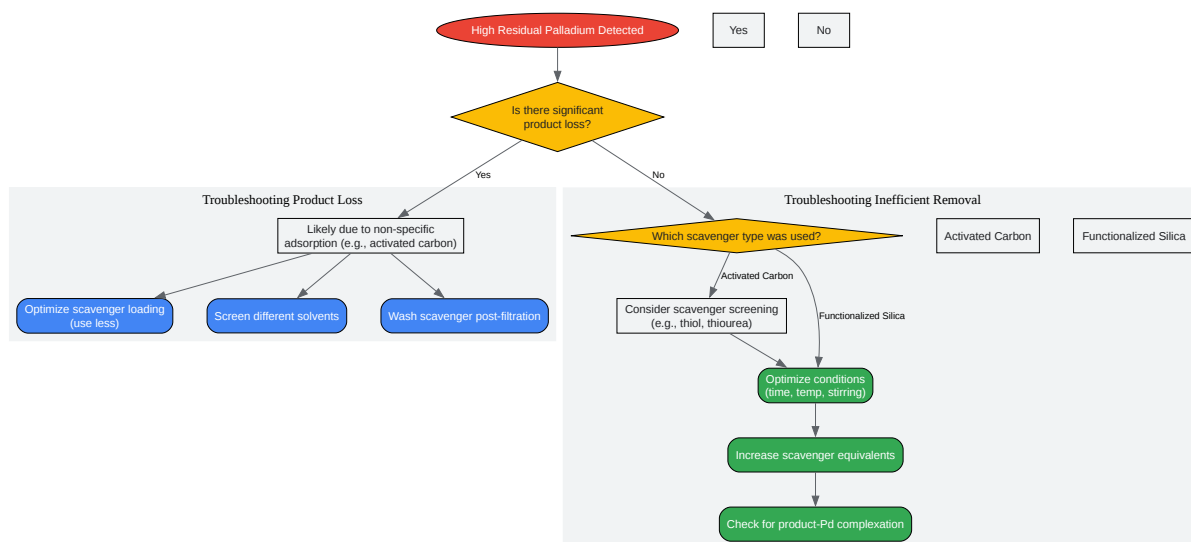 High Residual Palladium Detected
Yes
No
Is there significant
product loss?
Yes
No
Troubleshooting Product Loss
Likely due to non-specific
adsorption (e.g., activated carbon)
Optimize scavenger loading
(use less)
Screen different solvents
Wash scavenger post-filtration
Troubleshooting Inefficient Removal
Which scavenger type was used?
Activated Carbon
Functionalized Silica
Activated Carbon
Consider scavenger screening
(e.g., thiol, thiourea)
Functionalized Silica
Optimize conditions
(time, temp, stirring)
Increase scavenger equivalents
Check for product-Pd complexation